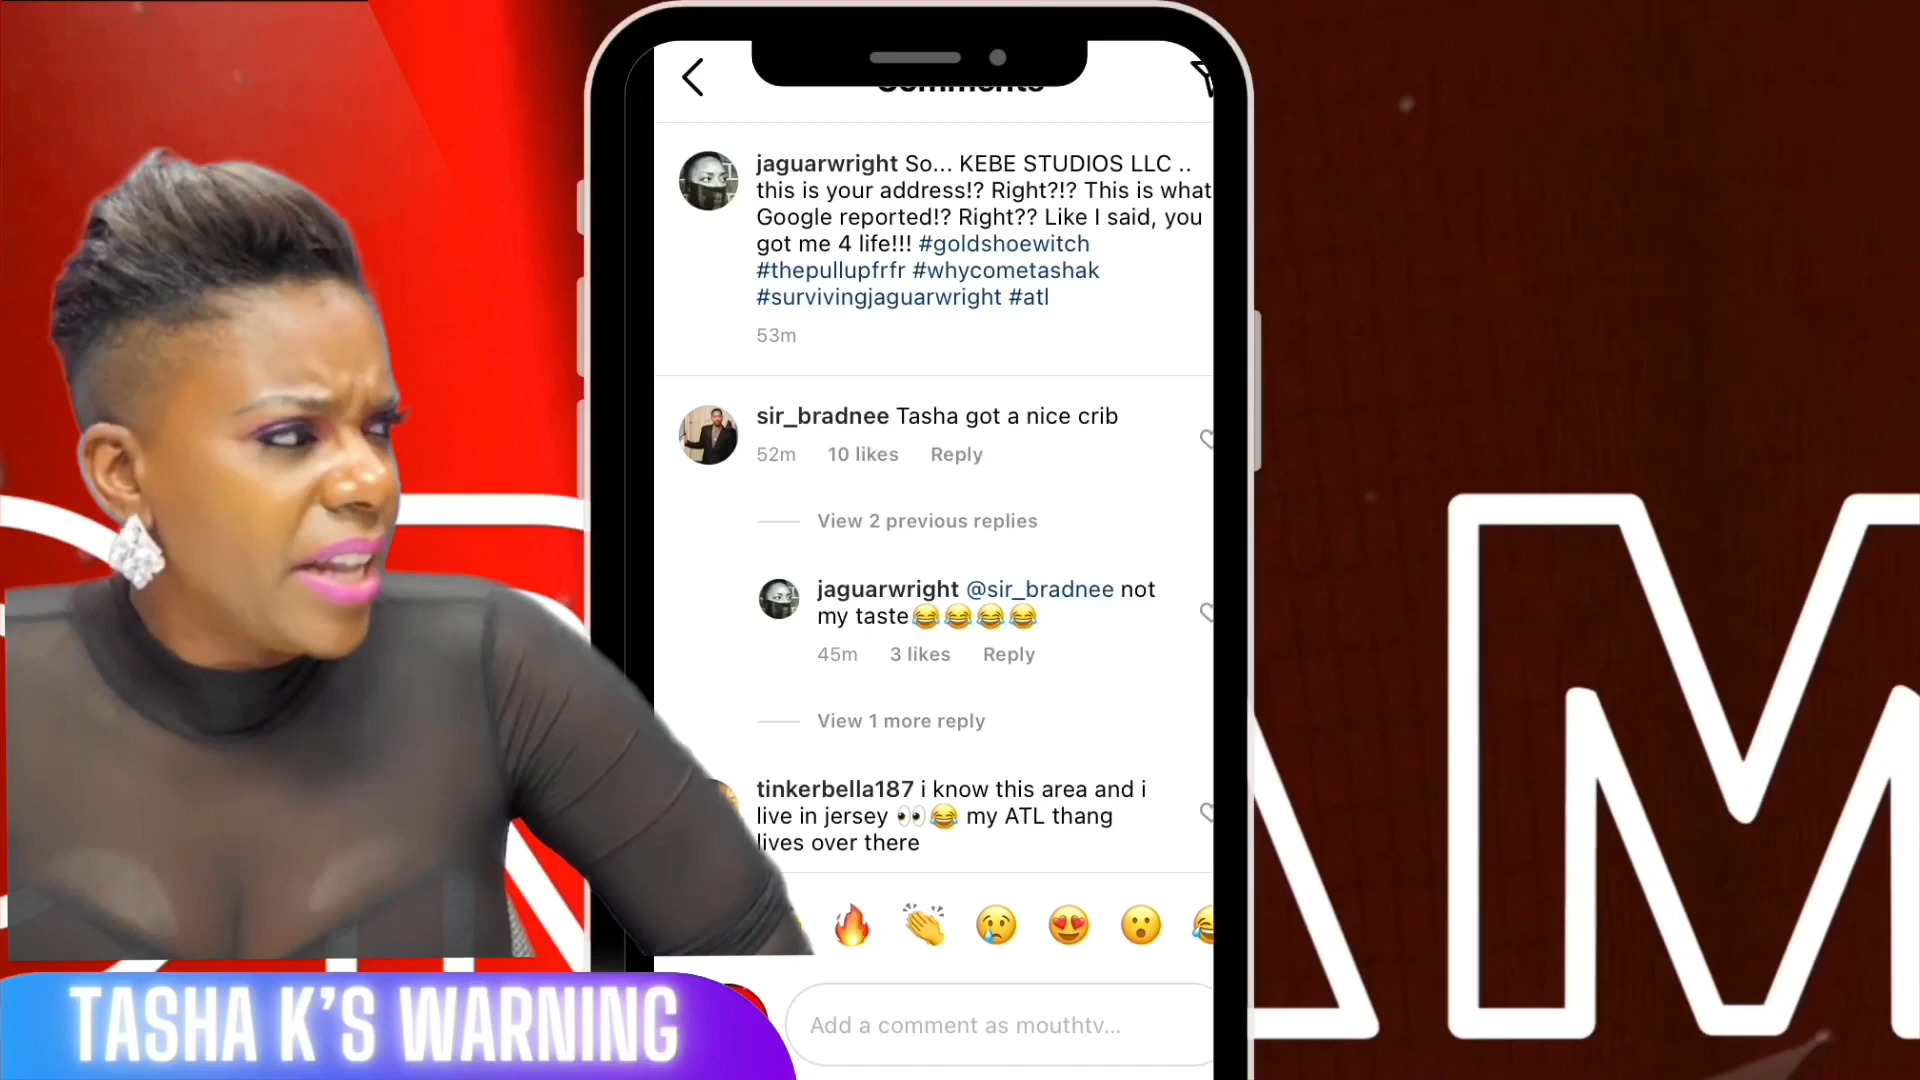 Comments
jaguarwright So... KEBE STUDIOS LLC ..
this is your address!? Right?!? This is what
Google reported!? Right?? Like I said, you
got me 4 life!!! #goldshoewitch
#thepullupfrfr #whycometashak
#survivingjaguarwright #atl
53m
sir_bradnee Tasha got a nice crib
52m 10 likes Reply
View 2 previous replies
jaguarwright @sir_bradnee not
my taste😂😂😂😂
45m 3 likes Reply
View 1 more reply
tinkerbella187 i know this area and i
live in jersey 👀😂 my ATL thang
lives over there
Add a comment as mouthtv...
TASHA K'S WARNING